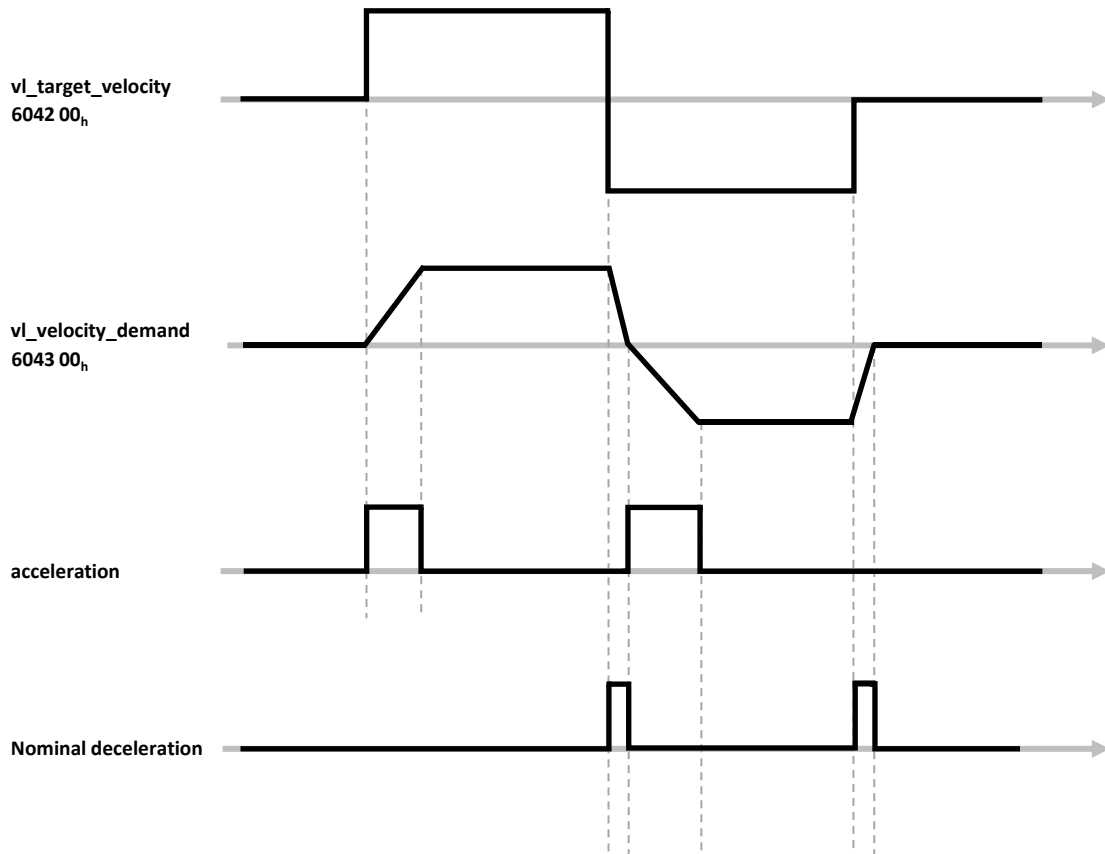 vl_target_velocity
6042 00h
vl_velocity_demand
6043 00h
acceleration
Nominal deceleration